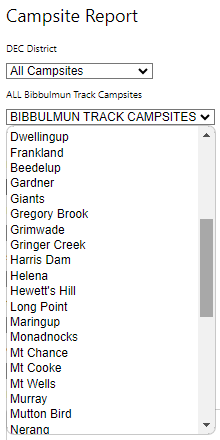 Campsite Report
DEC District
All Campsites
ALL Bibbulmun Track Campsites
BIBBULMUN TRACK CAMPSITES
Dwellingup
Frankland
Beedelup
Gardner
Giants
Gregory Brook
Grimwade
Gringer Creek
Harris Dam
Helena
Hewett's Hill
Long Point
Maringup
Monadnocks
Mt Chance
Mt Cooke
Mt Wells
Murray
Mutton Bird
Nerang